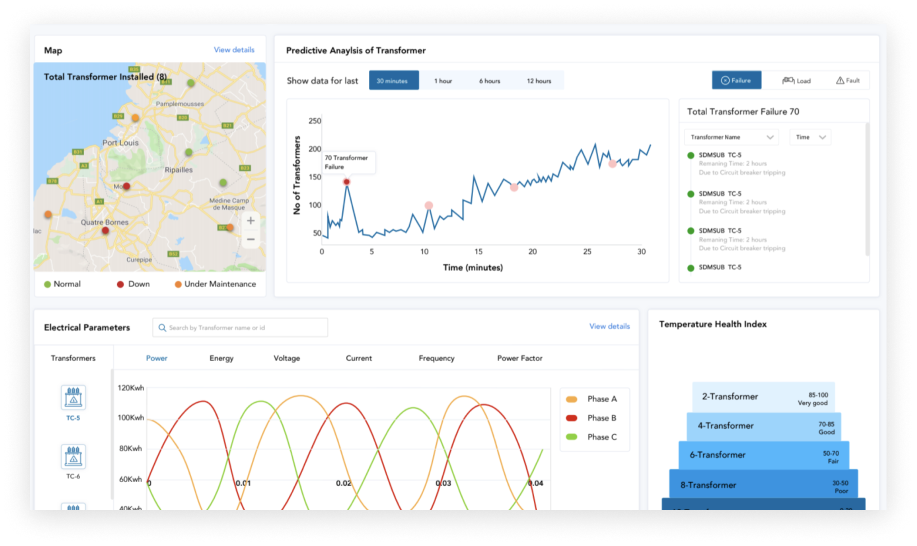 Map
View details
Total Transformer Installed (8)
Pamplemousses
Port Louis
Ripailles
Medine Camp
de Masque
Quatre Bornes
Curepipe
Normal
Down
Under Maintenance
Predictive Anaylsis of Transformer
Show data for last
30 minutes
1 hour
6 hours
12 hours
Failure
Load
Fault
No of Transformers
250
200
150
100
50
70 Transformer
Failure
0
5
10
15
20
25
30
Time (minutes)
Total Transformer Failure 70
Transformer Name
Time
SDMSUB TC-5
Remaning Time: 2 hours
Due to Circuit breaker tripping
SDMSUB TC-5
Remaning Time: 2 hours
Due to Circuit breaker tripping
SDMSUB TC-5
Remaning Time: 2 hours
Due to Circuit breaker tripping
SDMSUB TC-5
Electrical Parameters
Search by Transformer name or id
View details
Transformers
Power
Energy
Voltage
Current
Frequency
Power Factor
TC-5
TC-6
120Kwh
100Kwh
80Kwh
60Kwh
40Kwh
0
0.01
0.02
0.03
0.04
Phase A
Phase B
Phase C
Temperature Health Index
2-Transformer
85-100
Very good
4-Transformer
70-85
Good
6-Transformer
50-70
Fair
8-Transformer
30-50
Poor